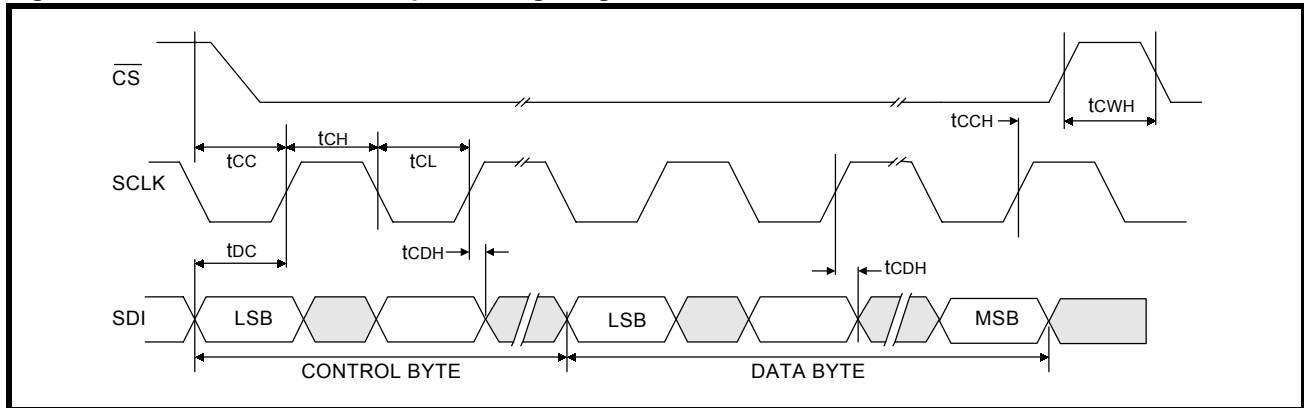 CS
tCWH
tCCH
tCC
tCH
tCL
SCLK
tDC
tCDH
tCDH
SDI
LSB
LSB
MSB
CONTROL BYTE
DATA BYTE